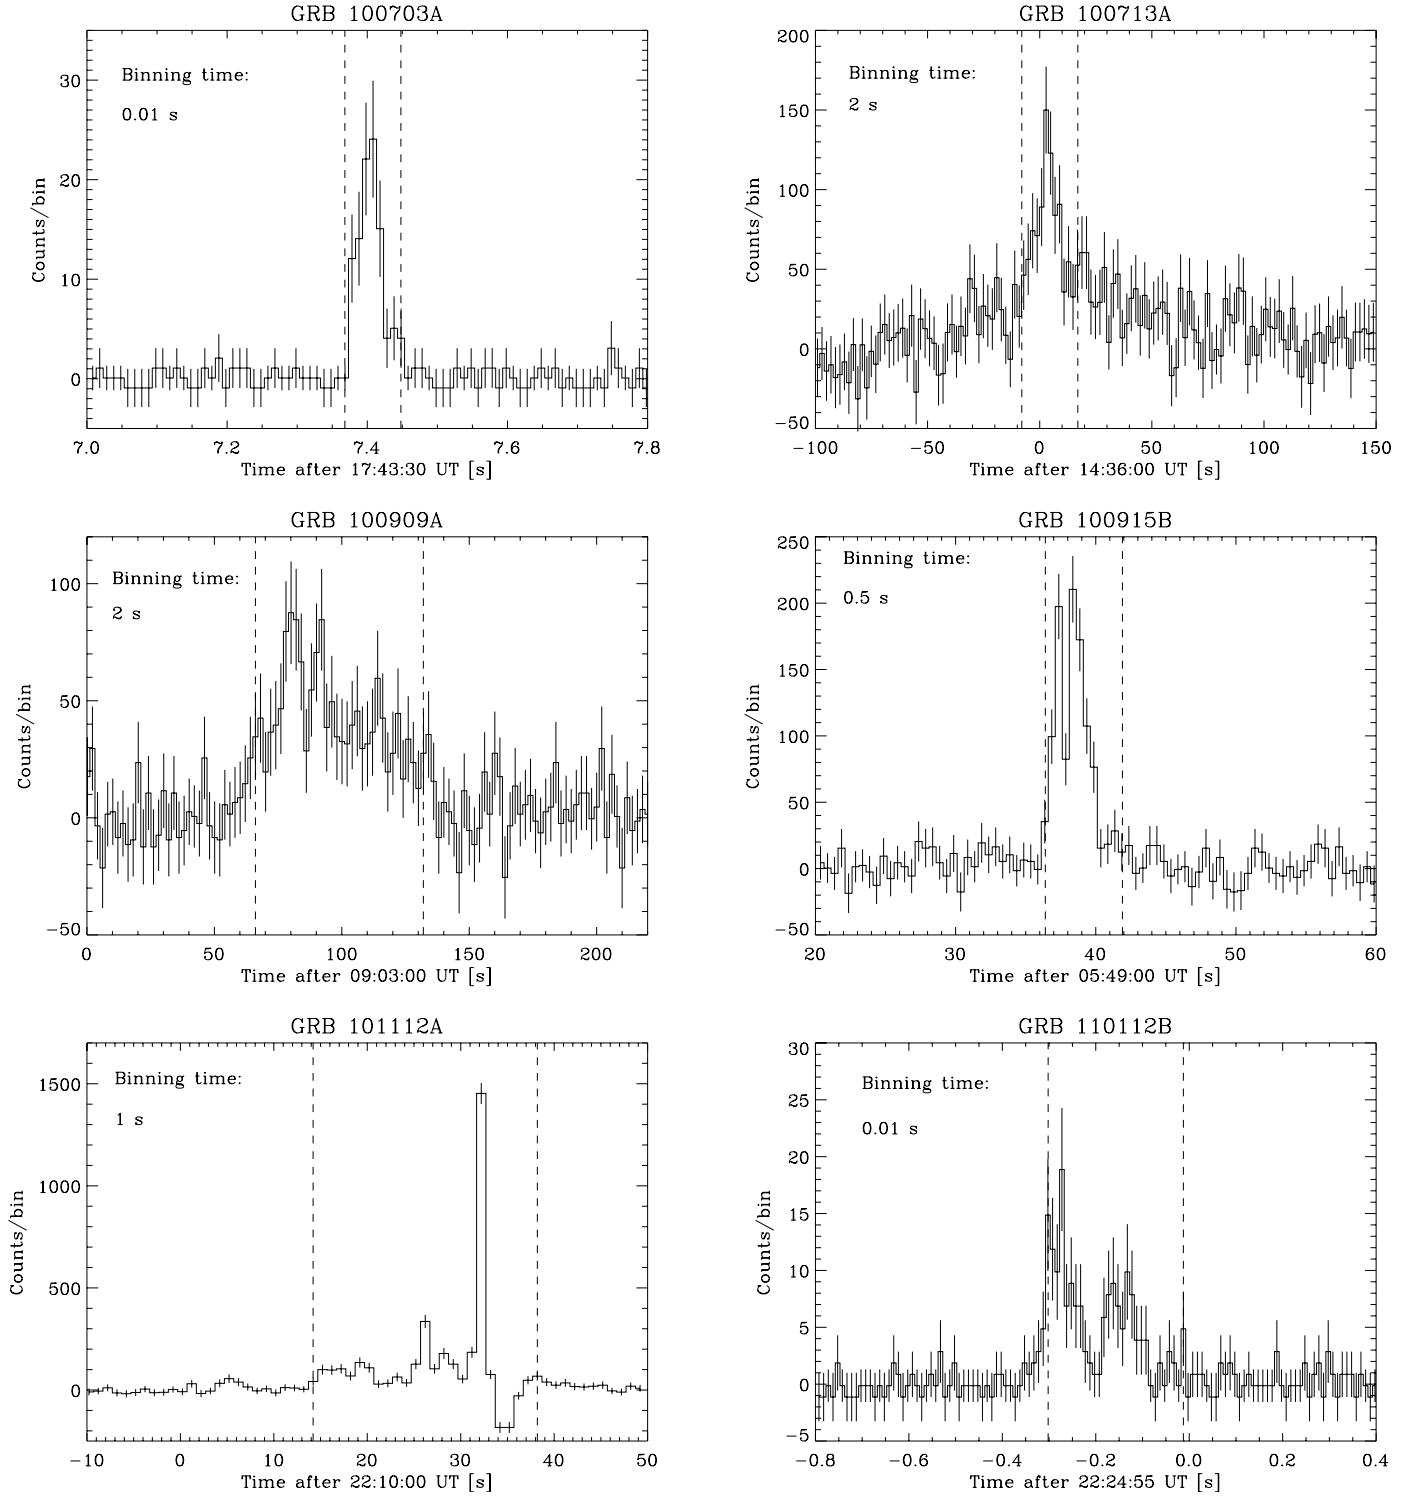 GRB 100703A
Binning time:
0.01 s
Counts/bin
30
20
10
0
7.0 7.2 7.4 7.6 7.8
Time after 17:43:30 UT [s]
GRB 100713A
Binning time:
2 s
Counts/bin
200
150
100
50
0
−50
−100 −50 0 50 100 150
Time after 14:36:00 UT [s]
GRB 100909A
Binning time:
2 s
Counts/bin
100
50
0
−50
0 50 100 150 200
Time after 09:03:00 UT [s]
GRB 100915B
Binning time:
0.5 s
Counts/bin
250
200
150
100
50
0
−50
20 30 40 50 60
Time after 05:49:00 UT [s]
GRB 101112A
Binning time:
1 s
Counts/bin
1500
1000
500
0
−10 0 10 20 30 40 50
Time after 22:10:00 UT [s]
GRB 110112B
Binning time:
0.01 s
Counts/bin
30
25
20
15
10
5
0
−5
−0.8 −0.6 −0.4 −0.2 0.0 0.2 0.4
Time after 22:24:55 UT [s]